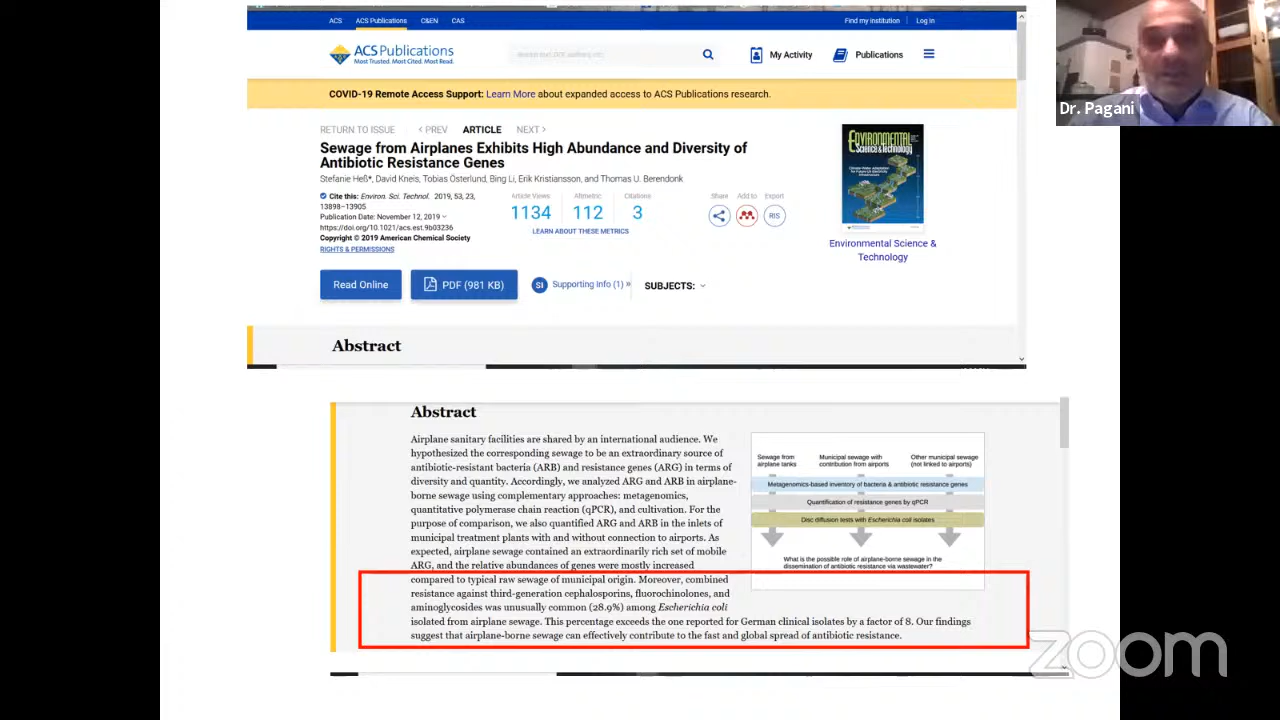 ACS ACS Publications C&EN CAS Find my institution Log In
ACS Publications
Most Trusted. Most Cited. Most Read.
My Activity Publications
COVID-19 Remote Access Support: Learn More about expanded access to ACS Publications research.
RETURN TO ISSUE < PREV ARTICLE NEXT >
Sewage from Airplanes Exhibits High Abundance and Diversity of
Antibiotic Resistance Genes
Stefanie Heß*, David Kneis, Tobias Österlund, Bing Li, Erik Kristiansson, and Thomas U. Berendonk
Cite this: Environ. Sci. Technol. 2019, 53, 23,
13898–13905
Publication Date: November 12, 2019
https://doi.org/10.1021/acs.est.9b03236
Copyright © 2019 American Chemical Society
RIGHTS & PERMISSIONS
Article Views Altmetric Citations
1134 112 3
LEARN ABOUT THESE METRICS
Share Add to Export
RIS
ENVIRONMENTAL
Science & Technology
Environmental Science &
Technology
Read Online PDF (981 KB) SI Supporting Info (1) » SUBJECTS:
Abstract
Dr. Pagani
Abstract
Airplane sanitary facilities are shared by an international audience. We
hypothesized the corresponding sewage to be an extraordinary source of
antibiotic-resistant bacteria (ARB) and resistance genes (ARG) in terms of
diversity and quantity. Accordingly, we analyzed ARG and ARB in airplane-
borne sewage using complementary approaches: metagenomics,
quantitative polymerase chain reaction (qPCR), and cultivation. For the
purpose of comparison, we also quantified ARG and ARB in the inlets of
municipal treatment plants with and without connection to airports. As
expected, airplane sewage contained an extraordinarily rich set of mobile
ARG, and the relative abundances of genes were mostly increased
compared to typical raw sewage of municipal origin. Moreover, combined
resistance against third-generation cephalosporins, fluorochinolones, and
aminoglycosides was unusually common (28.9%) among Escherichia coli
isolated from airplane sewage. This percentage exceeds the one reported for German clinical isolates by a factor of 8. Our findings
suggest that airplane-borne sewage can effectively contribute to the fast and global spread of antibiotic resistance.
Sewage from
airplane tanks
Municipal sewage with
contribution from airports
Other municipal sewage
(not linked to airports)
Metagenomics-based inventory of bacteria & antibiotic resistance genes
Quantification of resistance genes by qPCR
Disc diffusion tests with Escherichia coli isolates
What is the possible role of airplane-borne sewage in the
dissemination of antibiotic resistance via wastewater?
zoom